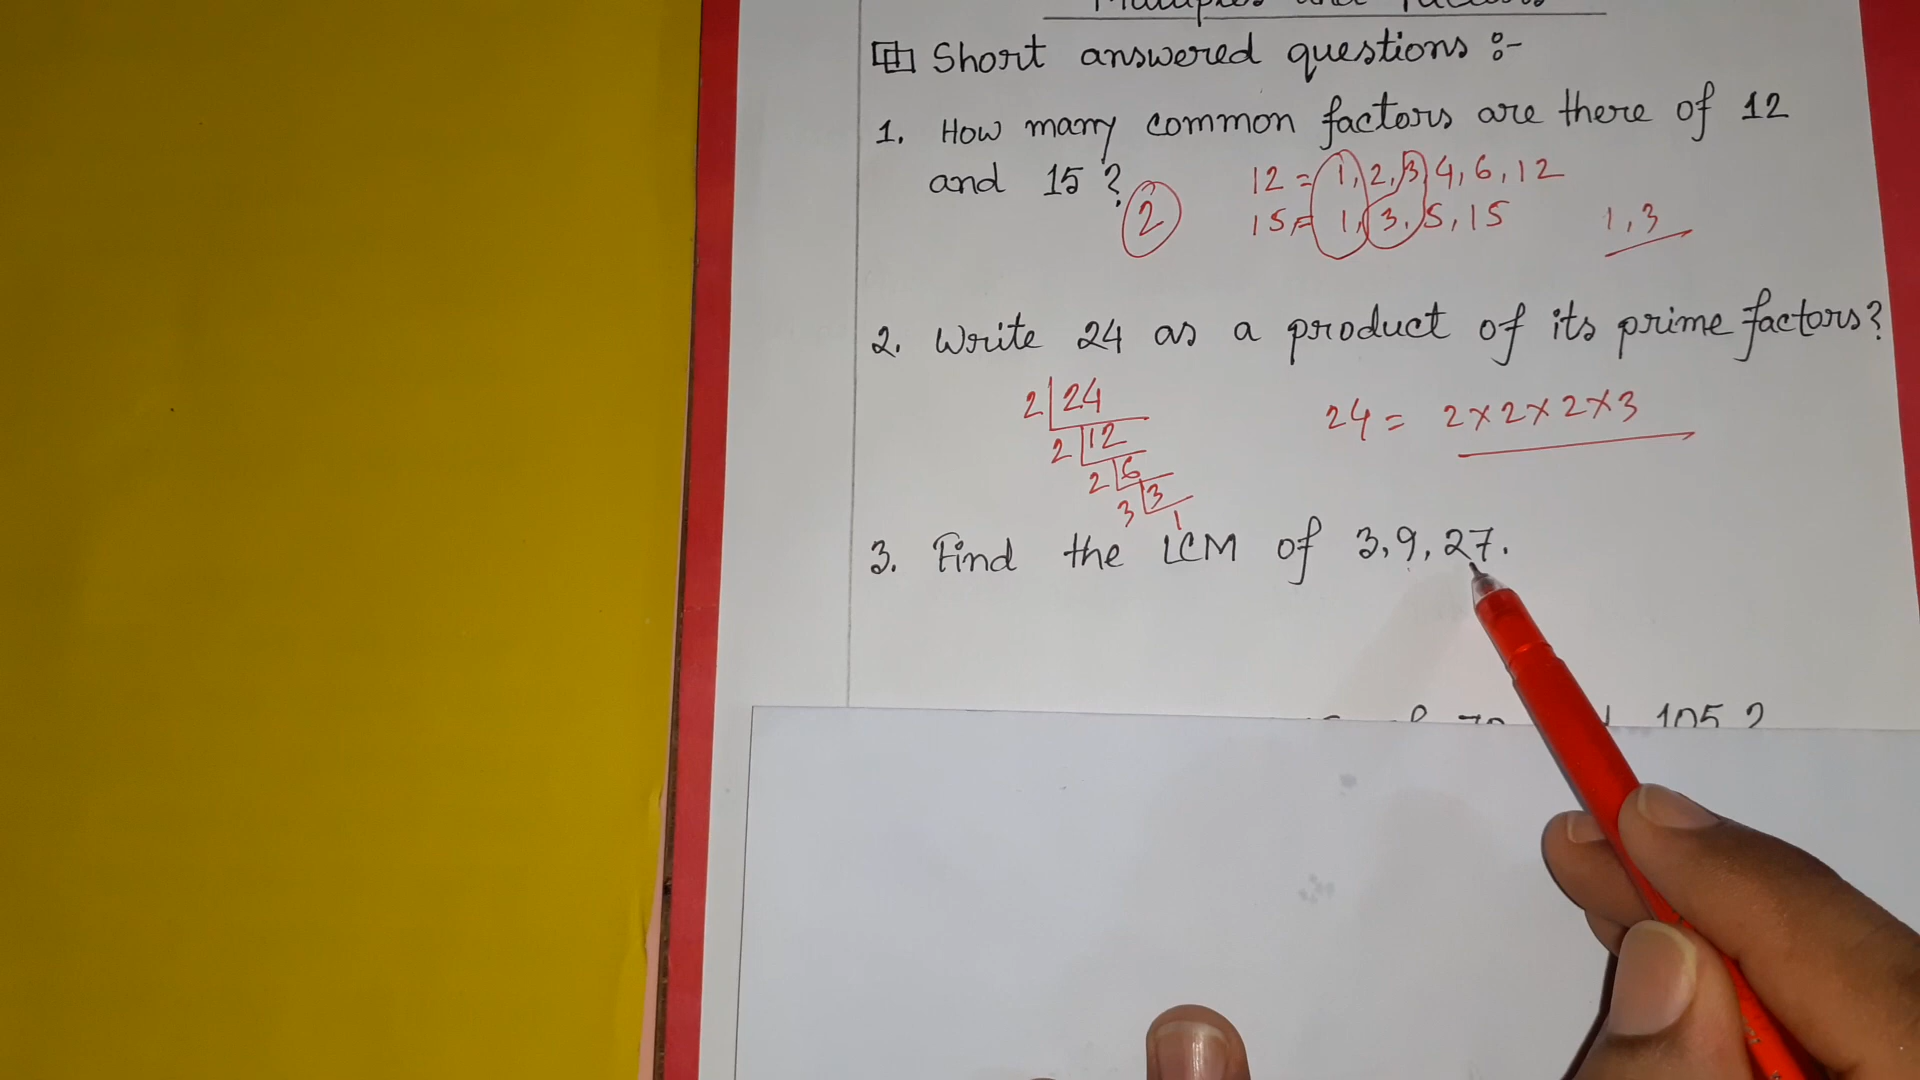 Multiples and factors
Short answered questions :-
1. How many common factors are there of 12
and 15 ?
2
12 = 1, 2, 3, 4, 6, 12
15 = 1, 3, 5, 15
1, 3
2. Write 24 as a product of its prime factors?
2 24
2 12
2 6
3 3
1
24 = 2×2×2×3
3. Find the LCM of 3, 9, 27.
105 ?